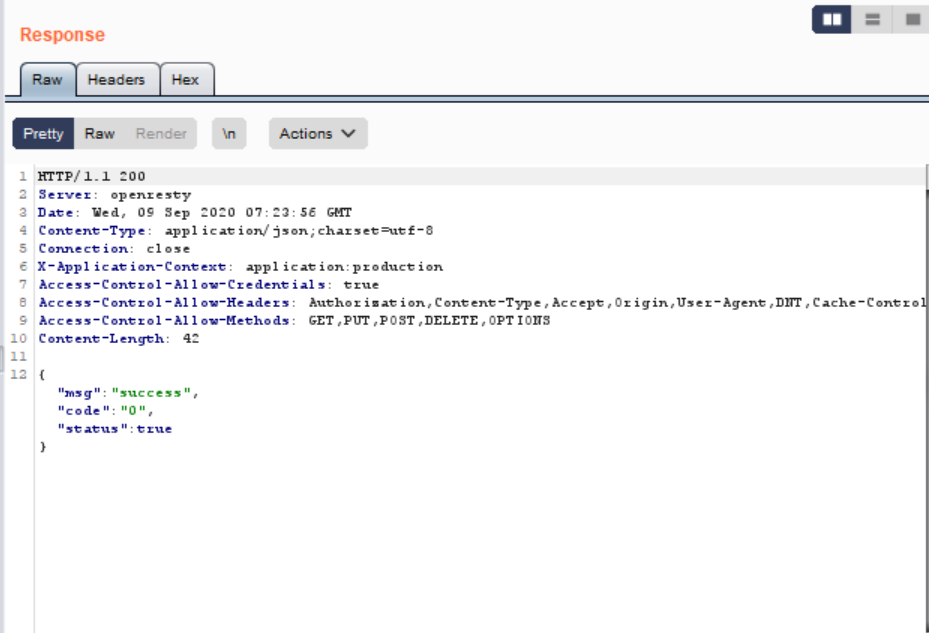 Response
Raw Headers Hex
Pretty Raw Render \n Actions
1 HTTP/1.1 200
2 Server: openresty
3 Date: Wed, 09 Sep 2020 07:23:56 GMT
4 Content-Type: application/json;charset=utf-8
5 Connection: close
6 X-Application-Context: application:production
7 Access-Control-Allow-Credentials: true
8 Access-Control-Allow-Headers: Authorization,Content-Type,Accept,Origin,User-Agent,DNT,Cache-Control
9 Access-Control-Allow-Methods: GET,PUT,POST,DELETE,OPTIONS
10 Content-Length: 42
11
12 {
"msg":"success",
"code":"0",
"status":true
}